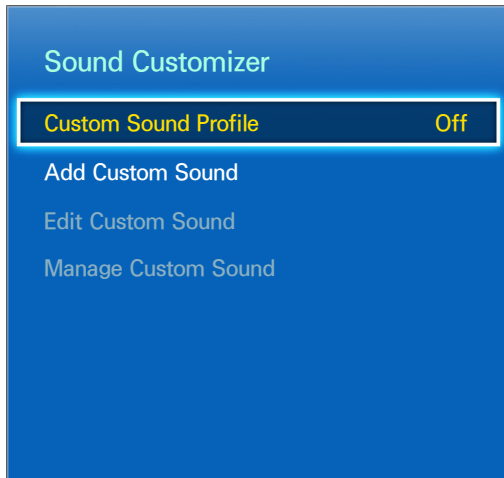 Sound Customizer
Custom Sound Profile Off
Add Custom Sound
Edit Custom Sound
Manage Custom Sound